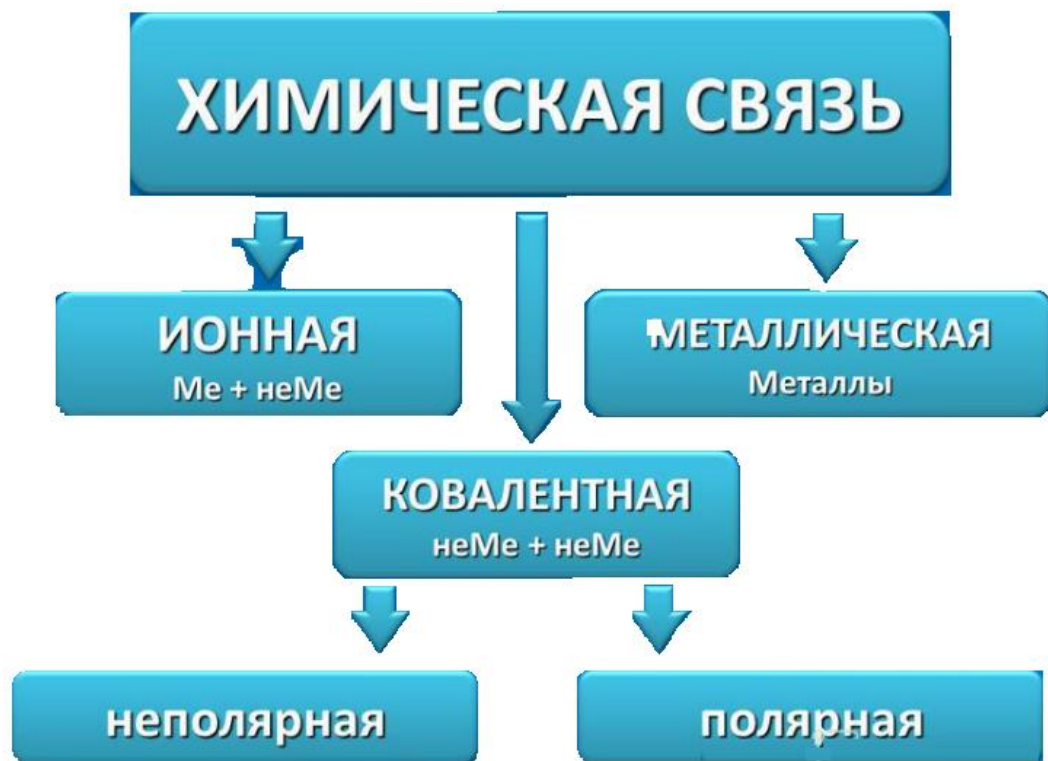 ХИМИЧЕСКАЯ СВЯЗЬ
ИОННАЯ
Ме + неМе
МЕТАЛЛИЧЕСКАЯ
Металлы
КОВАЛЕНТНАЯ
неМе + неМе
неполярная
полярная